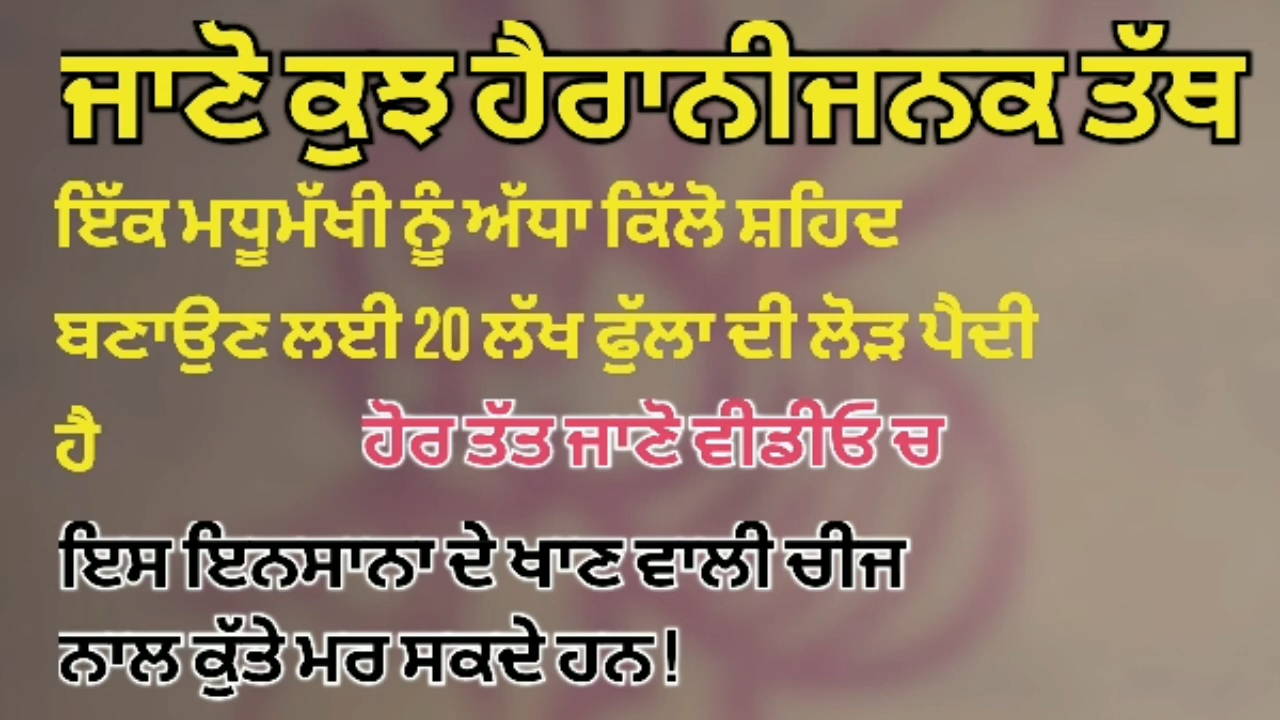 ਜਾਣੋ ਕੁਝ ਹੈਰਾਨੀਜਨਕ ਤੱਥ
ਇੱਕ ਮਧੂਮੱਖੀ ਨੂੰ ਅੱਧਾ ਕਿੱਲੋ ਸ਼ਹਿਦ
ਬਣਾਉਣ ਲਈ 20 ਲੱਖ ਫੁੱਲਾ ਦੀ ਲੋੜ ਪੈਦੀ
ਹੈ ਹੋਰ ਤੱਤ ਜਾਣੋ ਵੀਡੀਓ ਚ
ਇਸ ਇਨਸਾਨਾ ਦੇ ਖਾਣ ਵਾਲੀ ਚੀਜ
ਨਾਲ ਕੁੱਤੇ ਮਰ ਸਕਦੇ ਹਨ!